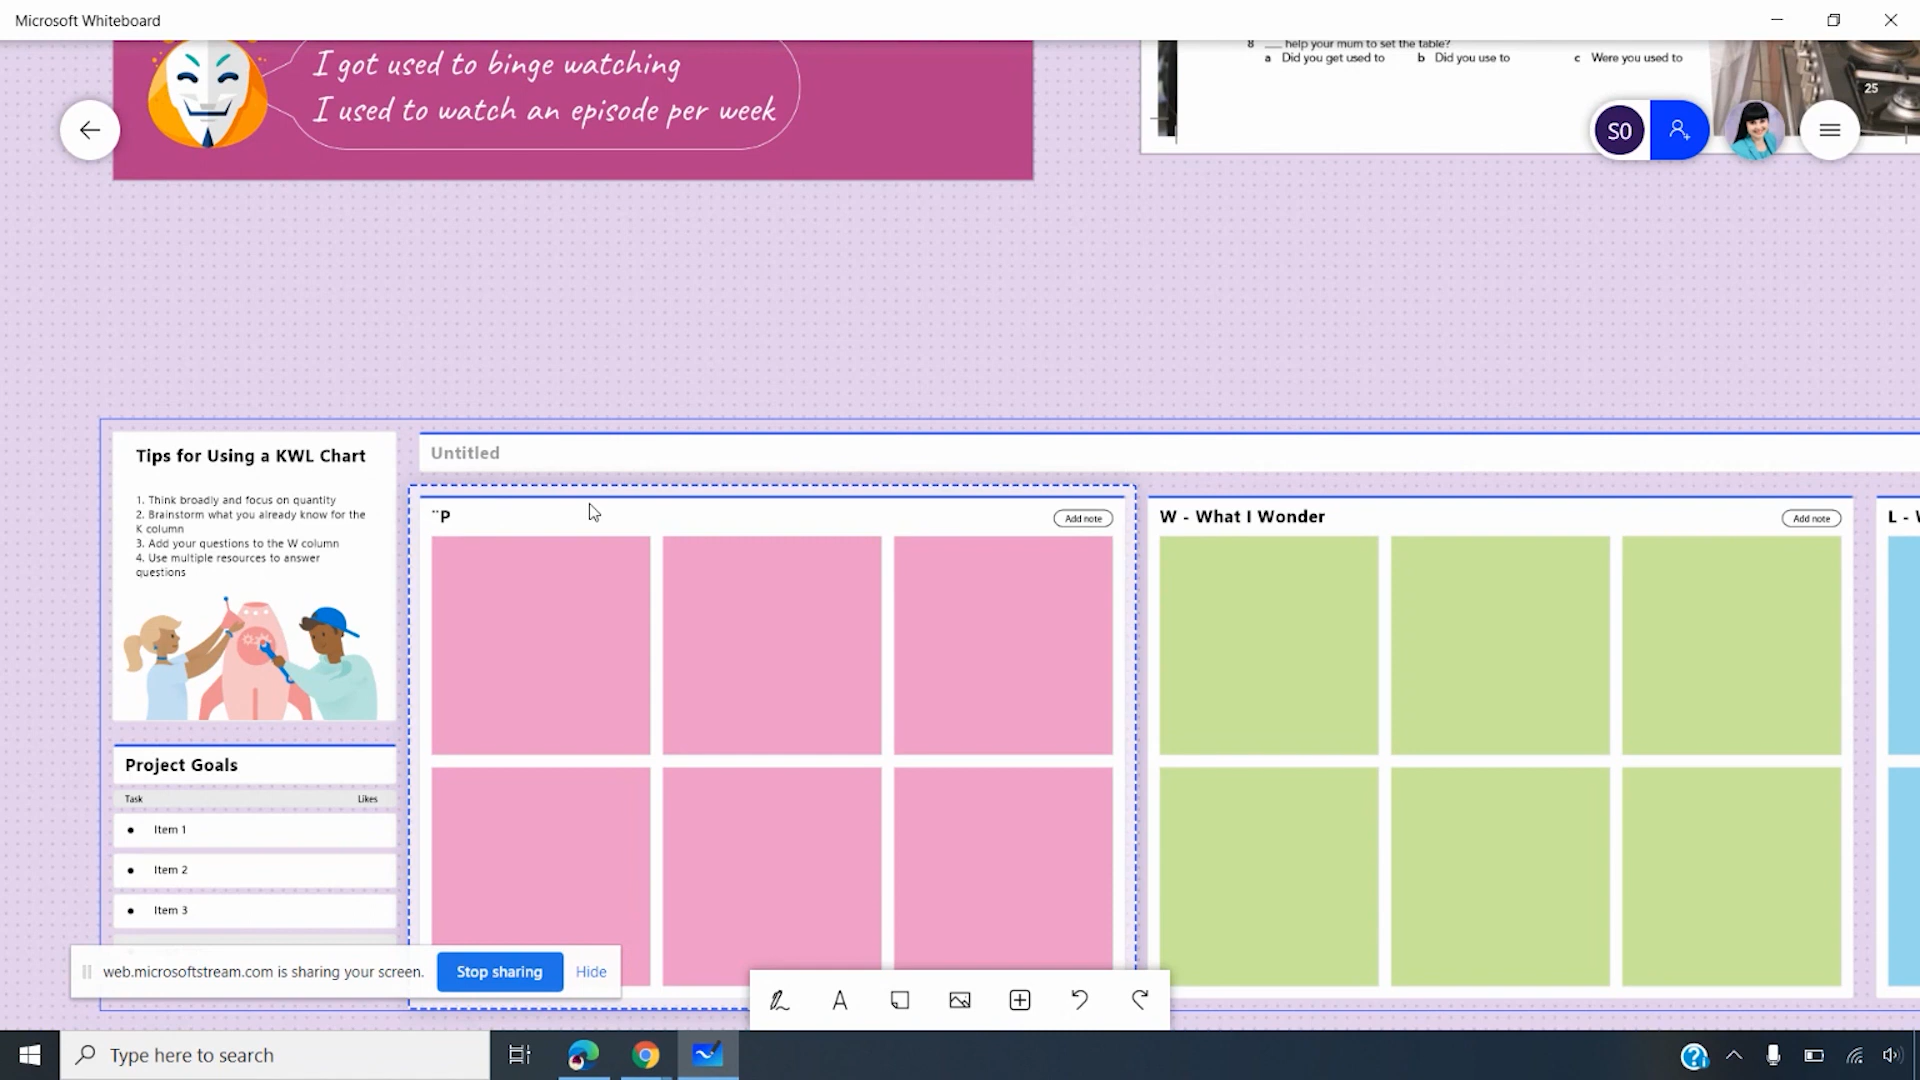 Microsoft Whiteboard
I got used to binge watching
I used to watch an episode per week
8 ___ help your mum to set the table?
a Did you get used to b Did you use to c Were you used to
25
SO
Tips for Using a KWL Chart
1. Think broadly and focus on quantity
2. Brainstorm what you already know for the
K column
3. Add your questions to the W column
4. Use multiple resources to answer
questions
Untitled
¨P
Add note
W - What I Wonder
Add note
L -
Project Goals
Task Likes
Item 1
Item 2
Item 3
web.microsoftstream.com is sharing your screen.
Stop sharing
Hide
Type here to search